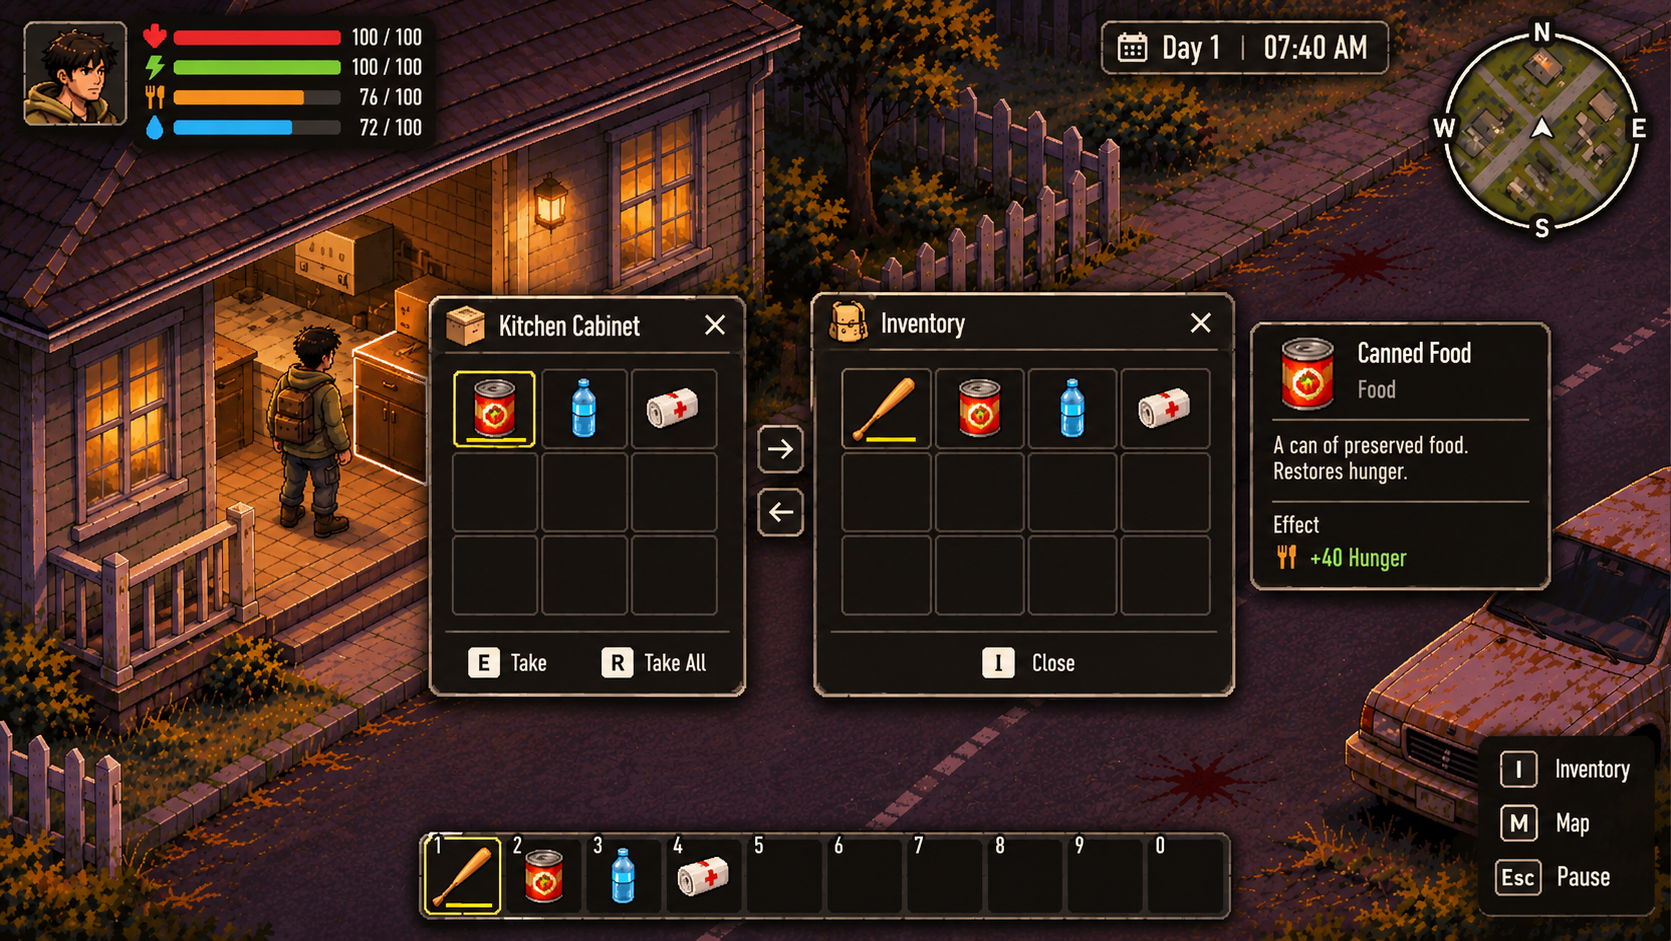 100 / 100
100 / 100
76 / 100
72 / 100
Day 1 | 07:40 AM
N
W
E
S
Kitchen Cabinet
E Take
R Take All
Inventory
I Close
Canned Food
Food
A can of preserved food.
Restores hunger.
Effect
+40 Hunger
1 2 3 4 5 6 7 8 9 0
I Inventory
M Map
Esc Pause